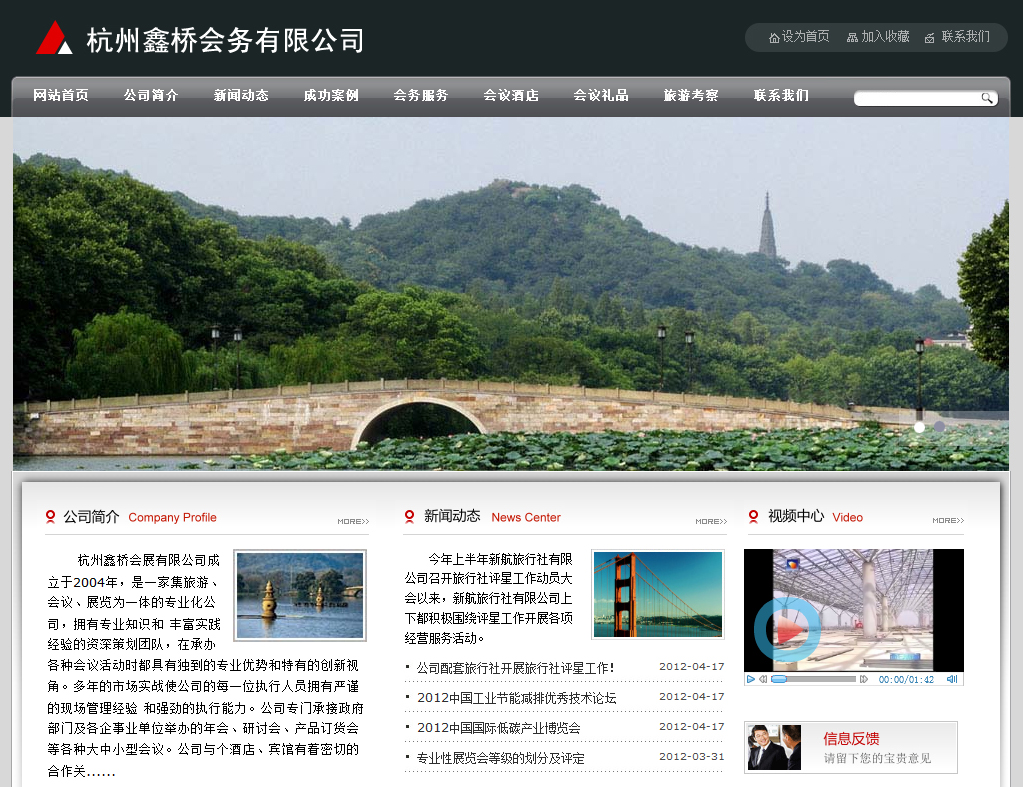 杭州鑫桥会务有限公司
设为首页 加入收藏 联系我们
网站首页 公司简介 新闻动态 成功案例 会务服务 会议酒店 会议礼品 旅游考察 联系我们
公司简介 Company Profile MORE>>
杭州鑫桥会展有限公司成
立于2004年，是一家集旅游、
会议、展览为一体的专业化公
司，拥有专业知识和 丰富实践
经验的资深策划团队，在承办
各种会议活动时都具有独到的专业优势和特有的创新视
角。多年的市场实战使公司的每一位执行人员拥有严谨
的现场管理经验 和强劲的执行能力。公司专门承接政府
部门及各企事业单位举办的年会、研讨会、产品订货会
等各种大中小型会议。公司与个酒店、宾馆有着密切的
合作关......
新闻动态 News Center MORE>>
今年上半年新航旅行社有限
公司召开旅行社评星工作动员大
会以来，新航旅行社有限公司上
下都积极围绕评星工作开展各项
经营服务活动。
公司配套旅行社开展旅行社评星工作！ 2012-04-17
2012中国工业节能减排优秀技术论坛 2012-04-17
2012中国国际低碳产业博览会 2012-04-17
专业性展览会等级的划分及评定 2012-03-31
视频中心 Video MORE>>
00:00/01:42
信息反馈
请留下您的宝贵意见